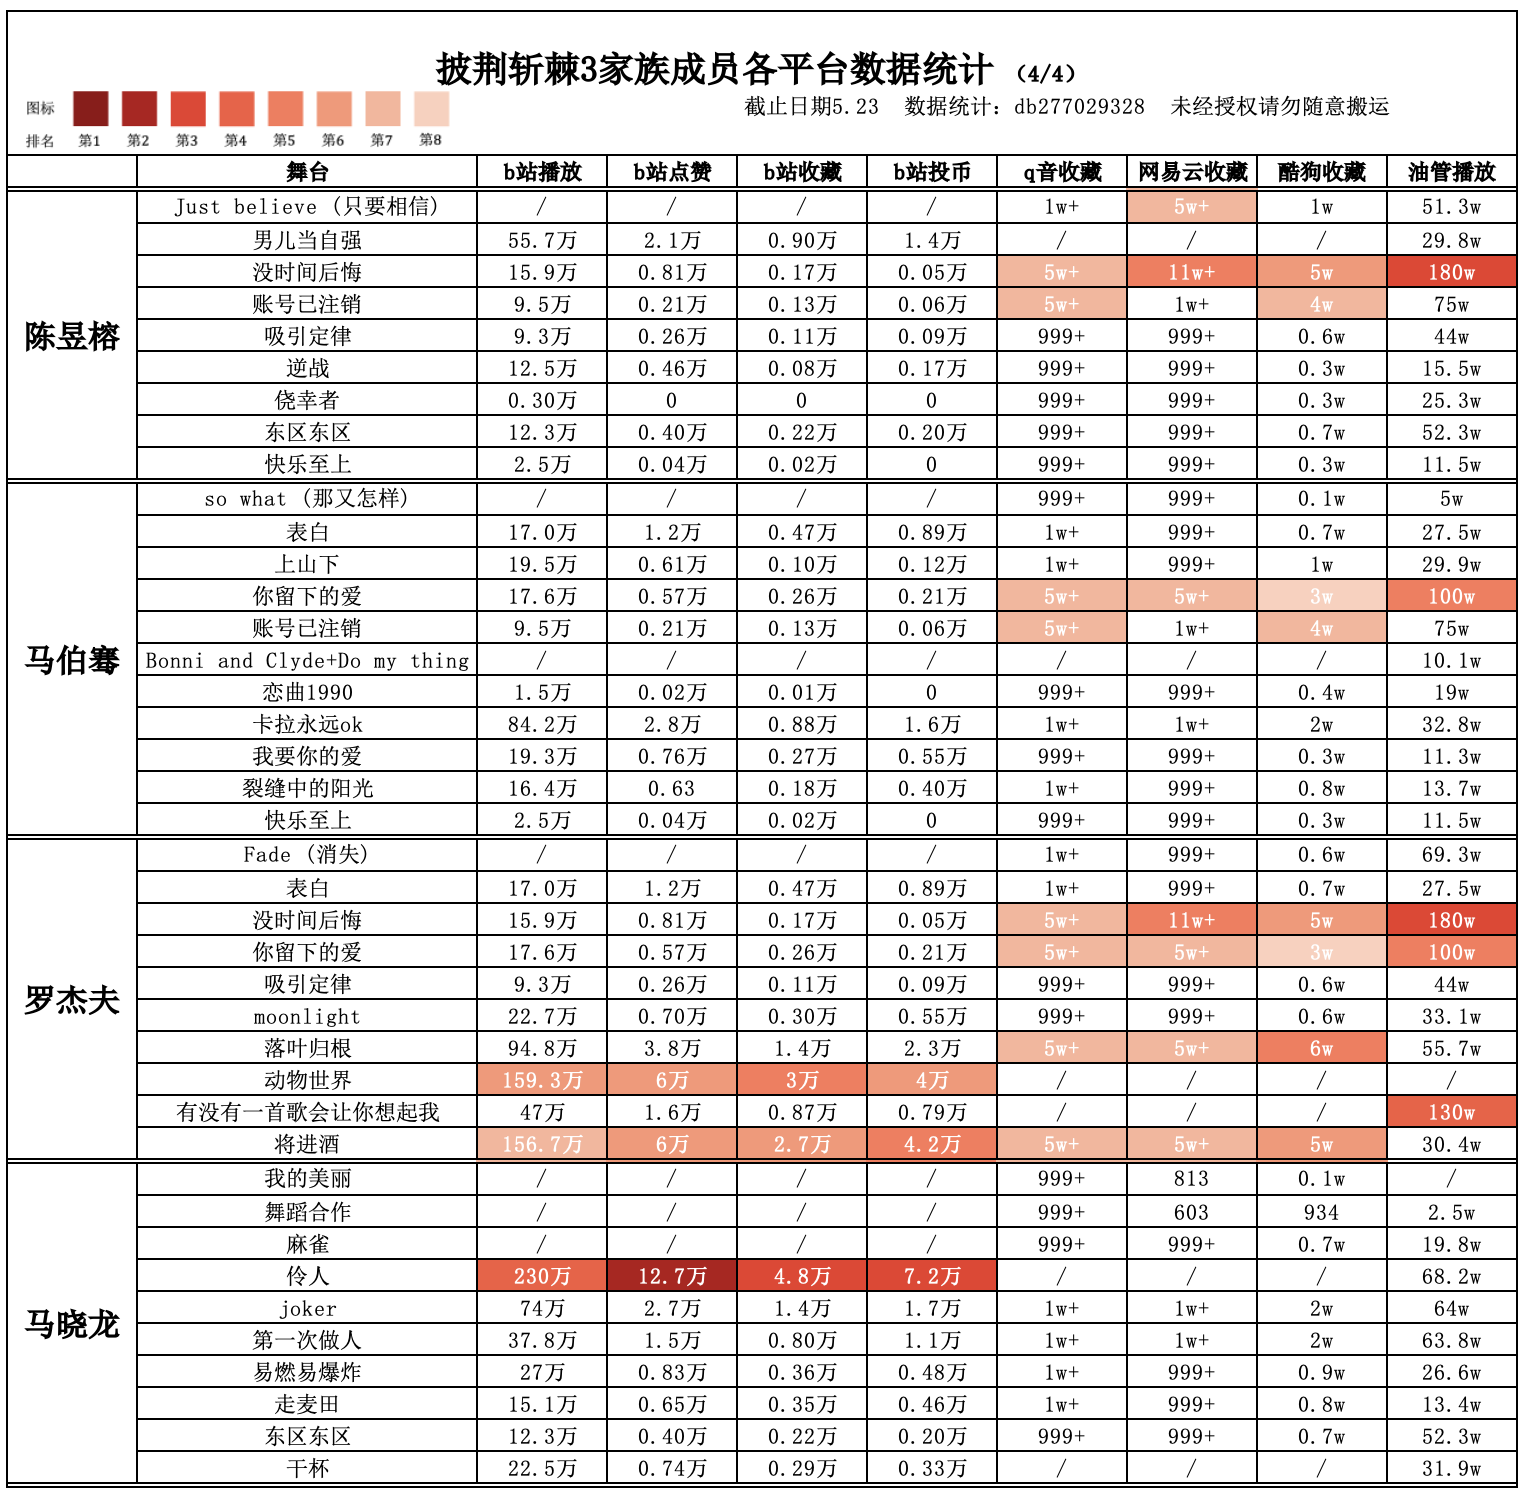 披荆斩棘3家族成员各平台数据统计 （4/4）
图标
截止日期5.23 数据统计：db277029328 未经授权请勿随意搬运
排名 第1 第2 第3 第4 第5 第6 第7 第8
舞台 b站播放 b站点赞 b站收藏 b站投币 q音收藏 网易云收藏 酷狗收藏 油管播放
陈昱榕
Just believe（只要相信） / / / / 1w+ 5w+ 1w 51.3w
男儿当自强 55.7万 2.1万 0.90万 1.4万 / / / 29.8w
没时间后悔 15.9万 0.81万 0.17万 0.05万 5w+ 11w+ 5w 180w
账号已注销 9.5万 0.21万 0.13万 0.06万 5w+ 1w+ 4w 75w
吸引定律 9.3万 0.26万 0.11万 0.09万 999+ 999+ 0.6w 44w
逆战 12.5万 0.46万 0.08万 0.17万 999+ 999+ 0.3w 15.5w
侥幸者 0.30万 0 0 0 999+ 999+ 0.3w 25.3w
东区东区 12.3万 0.40万 0.22万 0.20万 999+ 999+ 0.7w 52.3w
快乐至上 2.5万 0.04万 0.02万 0 999+ 999+ 0.3w 11.5w
马伯骞
so what（那又怎样） / / / / 999+ 999+ 0.1w 5w
表白 17.0万 1.2万 0.47万 0.89万 1w+ 999+ 0.7w 27.5w
上山下 19.5万 0.61万 0.10万 0.12万 1w+ 999+ 1w 29.9w
你留下的爱 17.6万 0.57万 0.26万 0.21万 5w+ 5w+ 3w 100w
账号已注销 9.5万 0.21万 0.13万 0.06万 5w+ 1w+ 4w 75w
Bonni and Clyde+Do my thing / / / / / / / 10.1w
恋曲1990 1.5万 0.02万 0.01万 0 999+ 999+ 0.4w 19w
卡拉永远ok 84.2万 2.8万 0.88万 1.6万 1w+ 1w+ 2w 32.8w
我要你的爱 19.3万 0.76万 0.27万 0.55万 999+ 999+ 0.3w 11.3w
裂缝中的阳光 16.4万 0.63 0.18万 0.40万 1w+ 999+ 0.8w 13.7w
快乐至上 2.5万 0.04万 0.02万 0 999+ 999+ 0.3w 11.5w
罗杰夫
Fade（消失） / / / / 1w+ 999+ 0.6w 69.3w
表白 17.0万 1.2万 0.47万 0.89万 1w+ 999+ 0.7w 27.5w
没时间后悔 15.9万 0.81万 0.17万 0.05万 5w+ 11w+ 5w 180w
你留下的爱 17.6万 0.57万 0.26万 0.21万 5w+ 5w+ 3w 100w
吸引定律 9.3万 0.26万 0.11万 0.09万 999+ 999+ 0.6w 44w
moonlight 22.7万 0.70万 0.30万 0.55万 999+ 999+ 0.6w 33.1w
落叶归根 94.8万 3.8万 1.4万 2.3万 5w+ 5w+ 6w 55.7w
动物世界 159.3万 6万 3万 4万 / / / /
有没有一首歌会让你想起我 47万 1.6万 0.87万 0.79万 / / / 130w
将进酒 156.7万 6万 2.7万 4.2万 5w+ 5w+ 5w 30.4w
马晓龙
我的美丽 / / / / 999+ 813 0.1w /
舞蹈合作 / / / / 999+ 603 934 2.5w
麻雀 / / / / 999+ 999+ 0.7w 19.8w
伶人 230万 12.7万 4.8万 7.2万 / / / 68.2w
joker 74万 2.7万 1.4万 1.7万 1w+ 1w+ 2w 64w
第一次做人 37.8万 1.5万 0.80万 1.1万 1w+ 1w+ 2w 63.8w
易燃易爆炸 27万 0.83万 0.36万 0.48万 1w+ 999+ 0.9w 26.6w
走麦田 15.1万 0.65万 0.35万 0.46万 1w+ 999+ 0.8w 13.4w
东区东区 12.3万 0.40万 0.22万 0.20万 999+ 999+ 0.7w 52.3w
干杯 22.5万 0.74万 0.29万 0.33万 / / / 31.9w